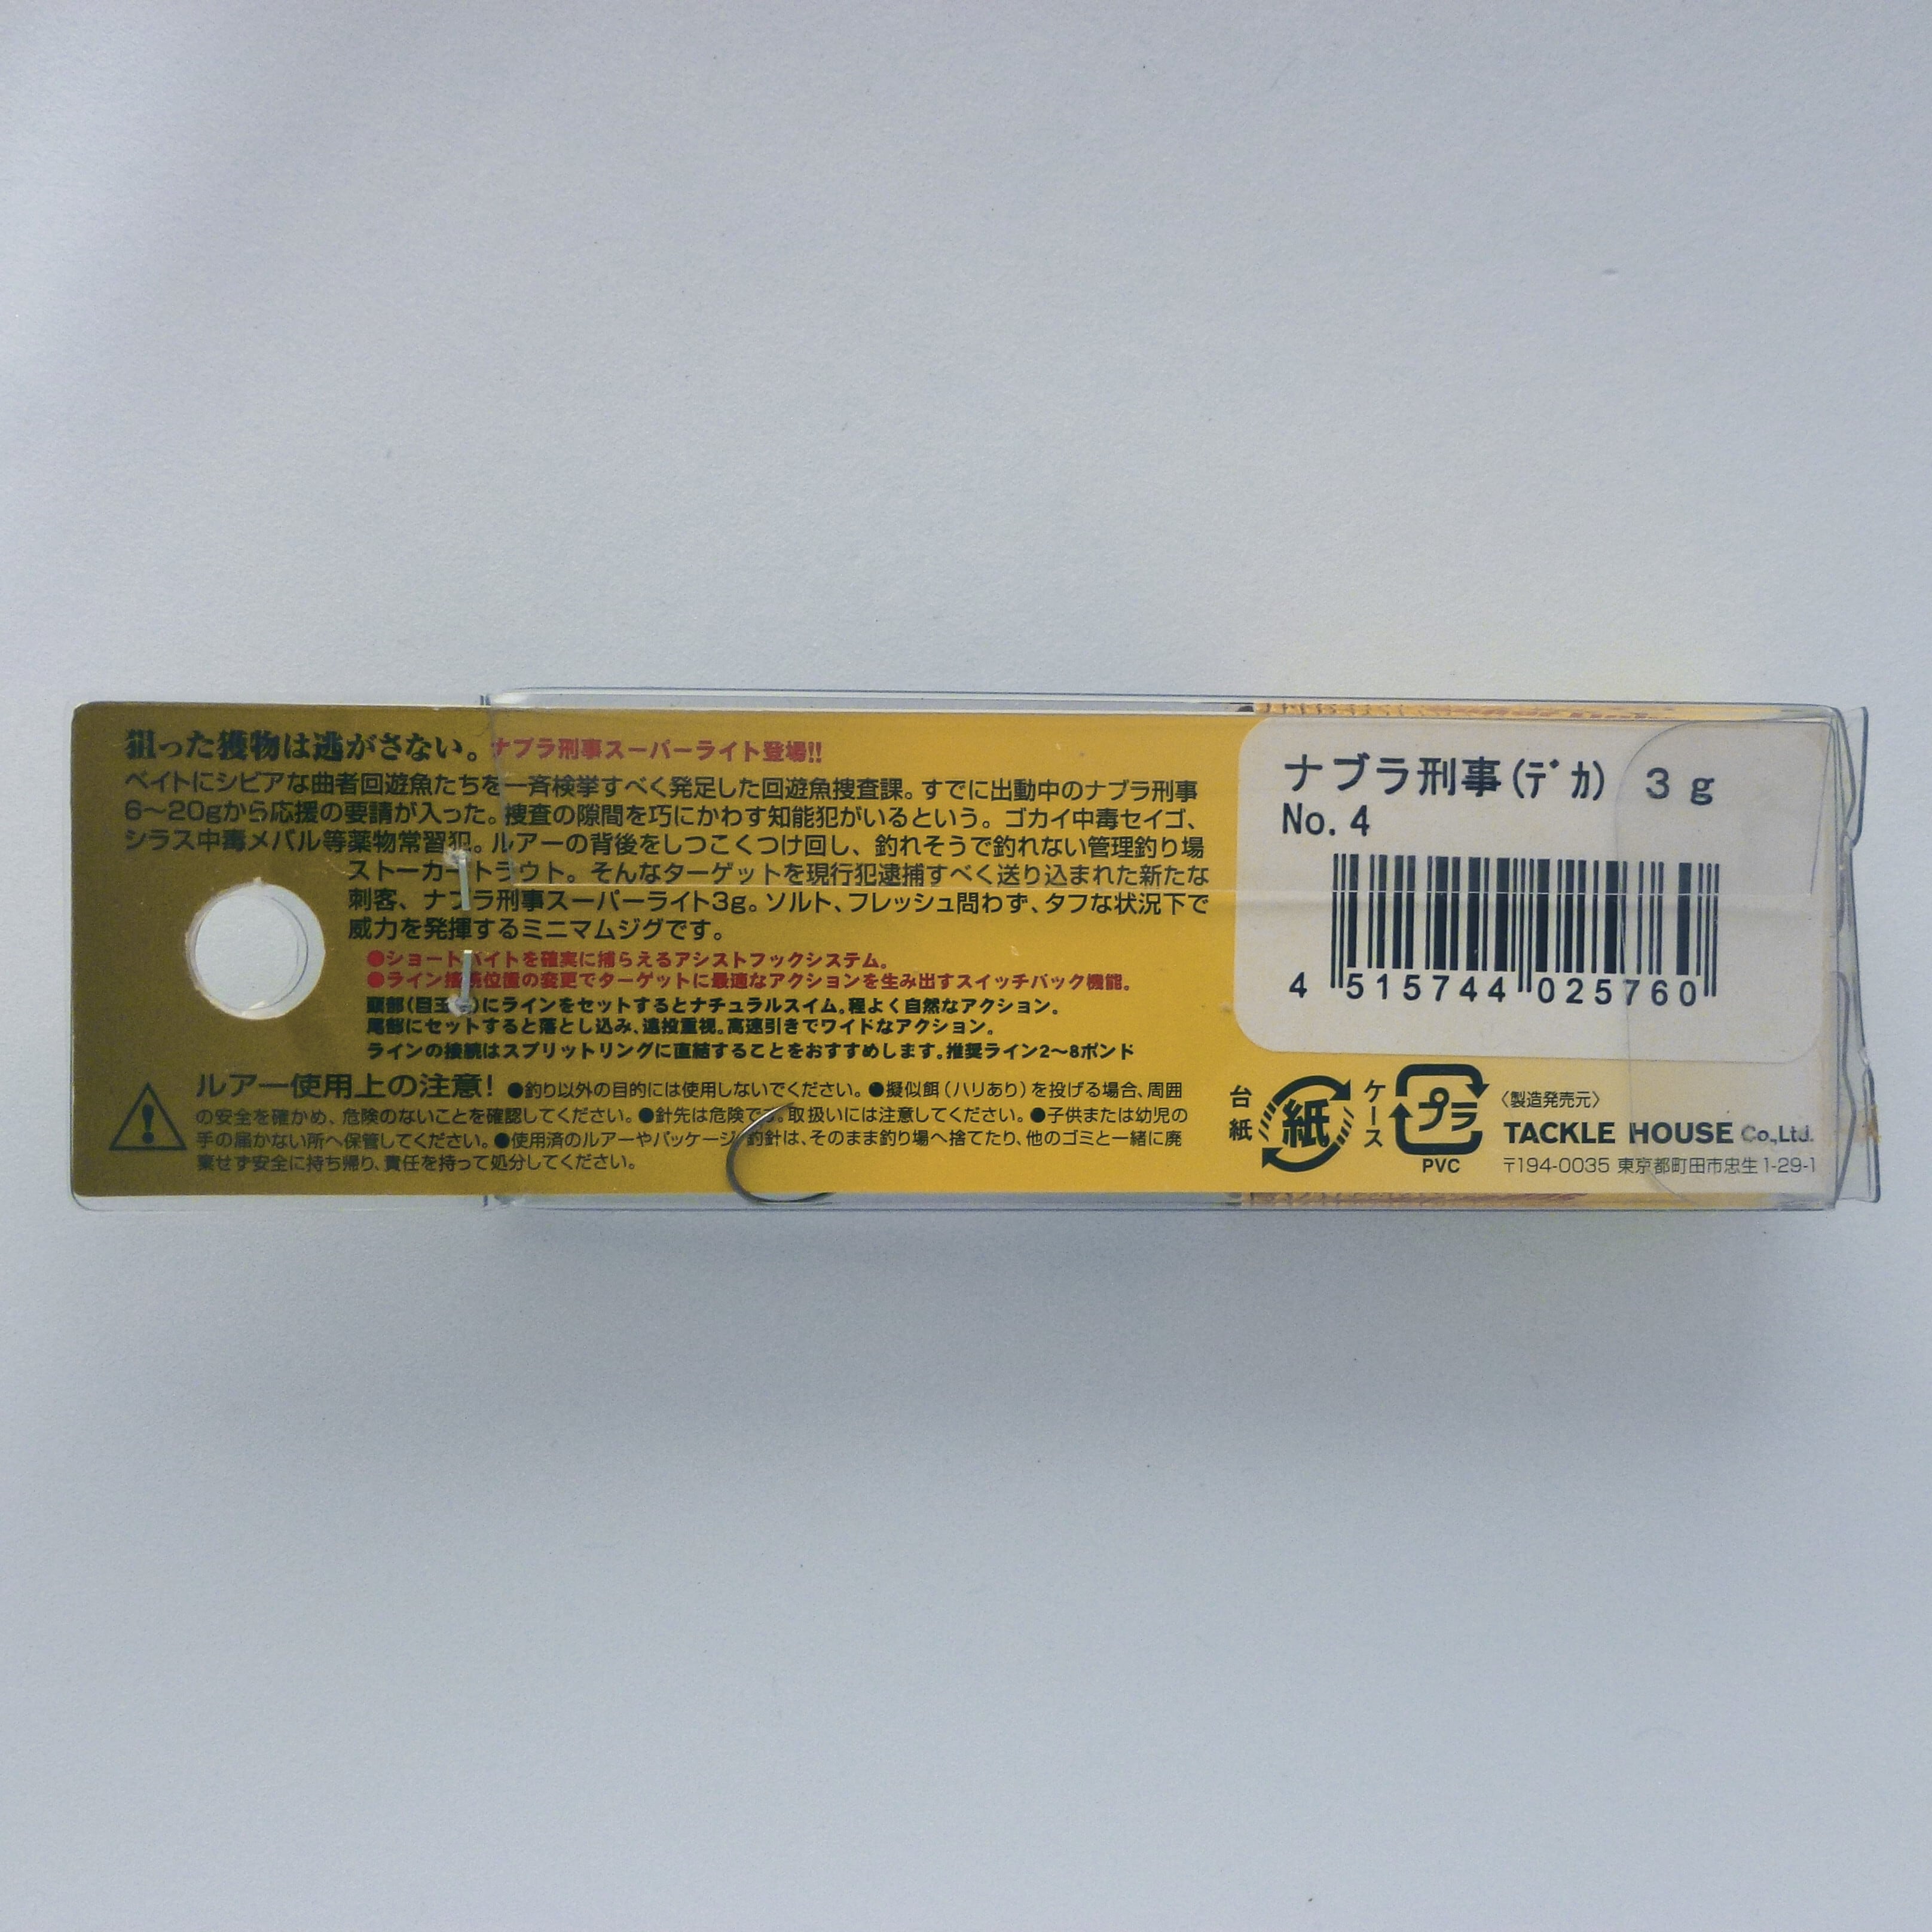 狙った獲物は逃がさない。ナブラ刑事スーパーライト登場!!
ベイトにシビアな曲者回遊魚たちを一斉検挙すべく発足した回遊魚捜査課。すでに出動中のナブラ刑事
6〜20gから応援の要請が入った。捜査の隙間を巧にかわす知能犯がいるという。ゴカイ中毒セイゴ、
シラス中毒メバル等薬物常習犯。ルアーの背後をしつこくつけ回し、釣れそうで釣れない管理釣り場
ストーカートラウト。そんなターゲットを現行犯逮捕すべく送り込まれた新たな
刺客、ナブラ刑事スーパーライト3g。ソルト、フレッシュ問わず、タフな状況下で
威力を発揮するミニマムジグです。
●ショートバイトを確実に捕らえるアシストフックシステム。
●ライン接続位置の変更でターゲットに最適なアクションを生み出すスイッチバック機能。
頭部(目玉側)にラインをセットするとナチュラルスイム。程よく自然なアクション。
尾部にセットすると落とし込み、遠投重視。高速引きでワイドなアクション。
ラインの接続はスプリットリングに直結することをおすすめします。推奨ライン2〜8ポンド
ルアー使用上の注意! ●釣り以外の目的には使用しないでください。●擬似餌(ハリあり)を投げる場合、周囲
の安全を確かめ、危険のないことを確認してください。●針先は危険です。取扱いには注意してください。●子供または幼児の
手の届かない所へ保管してください。●使用済のルアーやパッケージ、釣針は、そのまま釣り場へ捨てたり、他のゴミと一緒に廃
棄せず安全に持ち帰り、責任を持って処分してください。
ナブラ刑事(デカ) 3g
No.4
4 515744 025760
台紙
紙
ケース
プラ
PVC
〈製造発売元〉
TACKLE HOUSE Co.,Ltd.
〒194-0035 東京都町田市忠生1-29-1